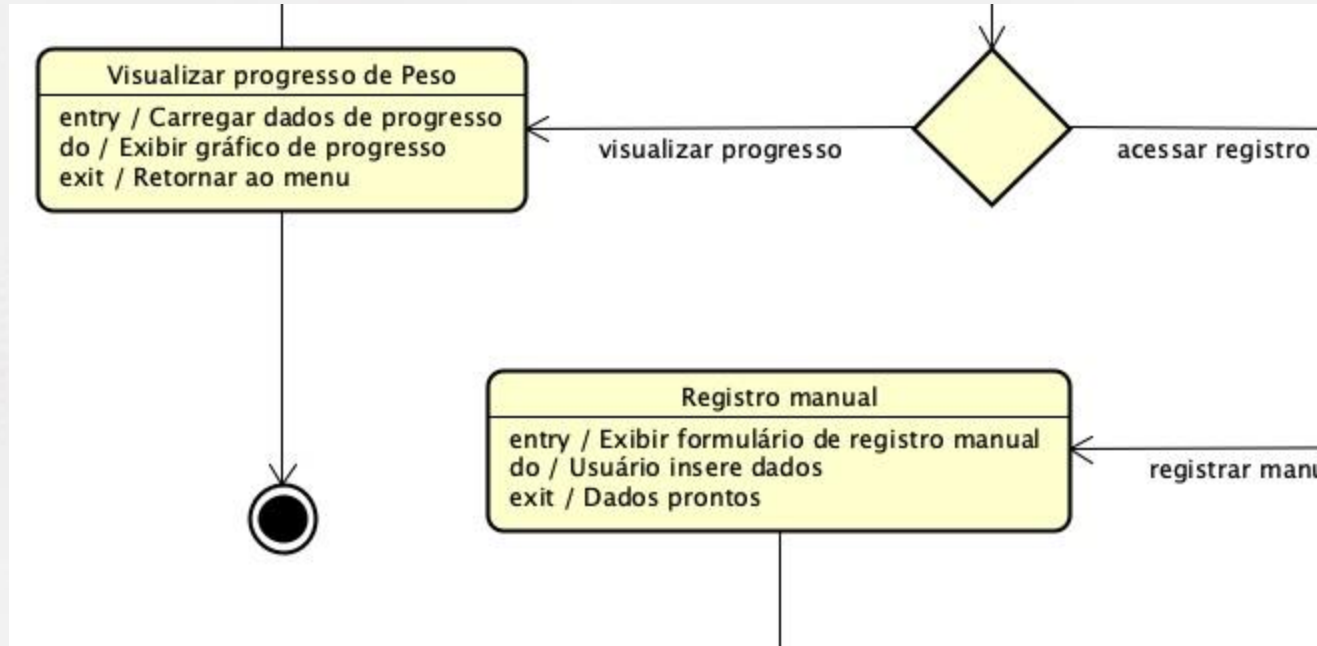 Visualizar progresso de Peso
entry / Carregar dados de progresso
do / Exibir gráfico de progresso
exit / Retornar ao menu
visualizar progresso
acessar registro
Registro manual
entry / Exibir formulário de registro manual
do / Usuário insere dados
exit / Dados prontos
registrar